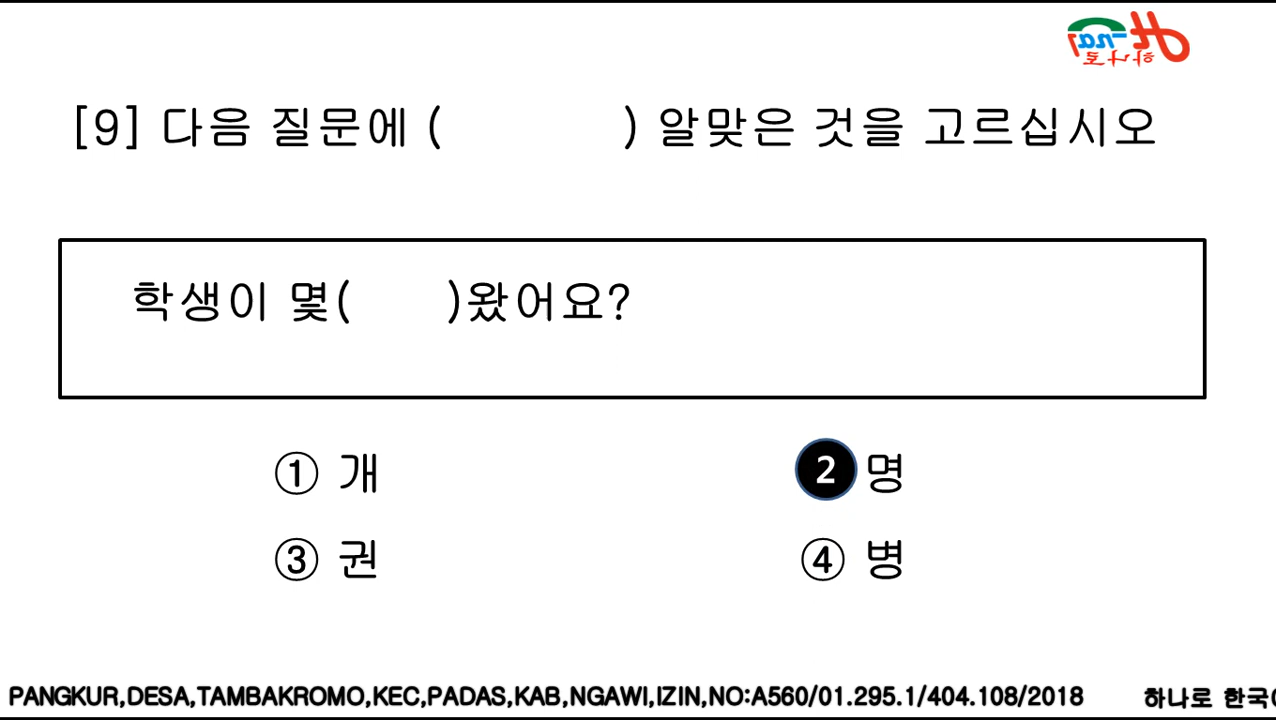 [9] 다음 질문에 (          ) 알맞은 것을 고르십시오
학생이 몇(      )왔어요?
① 개
2 명
③ 권
④ 병
PANGKUR,DESA,TAMBAKROMO,KEC,PADAS,KAB,NGAWI,IZIN,NO:A560/01.295.1/404.108/2018 하나로 한국